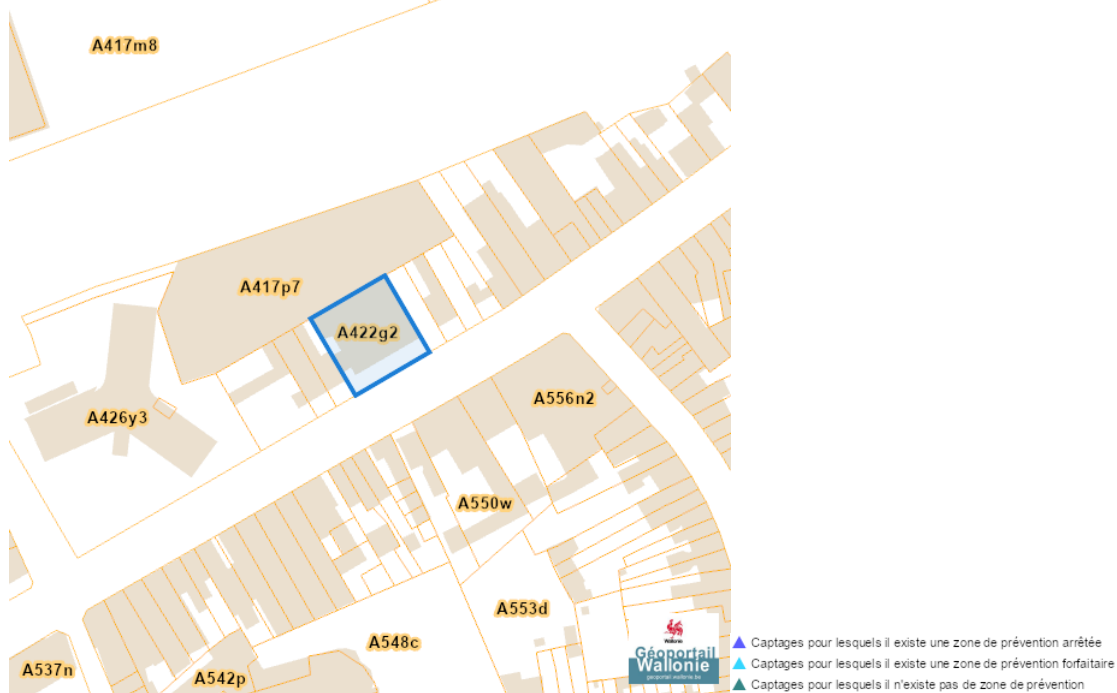 A417m8
A417p7
A422g2
A426y3
A556n2
A550w
A553d
A548c
A537n
A542p
Wallonie
Géoportail
Wallonie
geoportail.wallonie.be
Captages pour lesquels il existe une zone de prévention arrêtée
Captages pour lesquels il existe une zone de prévention forfaitaire
Captages pour lesquels il n'existe pas de zone de prévention